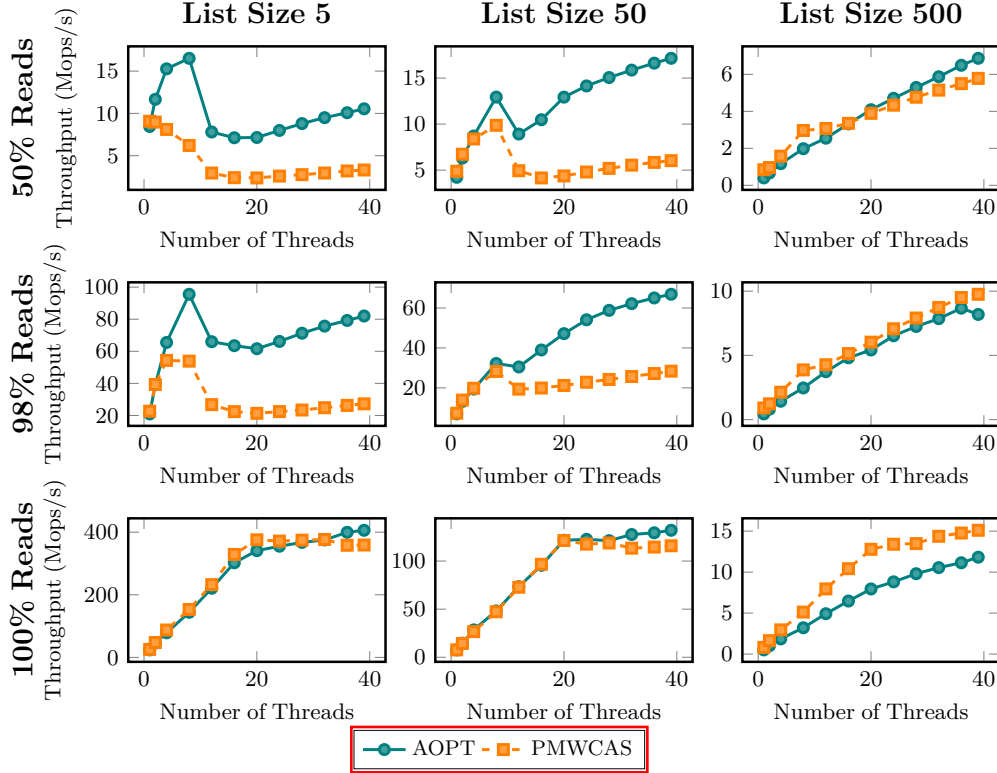 List Size 5 List Size 50 List Size 500
50% Reads
Throughput (Mops/s)
15
10
5
0 20 40
Number of Threads
15
10
5
0 20 40
Number of Threads
6
4
2
0
0 20 40
Number of Threads
98% Reads
Throughput (Mops/s)
100
80
60
40
20
0 20 40
Number of Threads
60
40
20
0 20 40
Number of Threads
10
5
0
0 20 40
Number of Threads
100% Reads
Throughput (Mops/s)
400
200
0
0 20 40
Number of Threads
100
50
0
0 20 40
Number of Threads
15
10
5
0
0 20 40
Number of Threads
AOPT PMWCAS